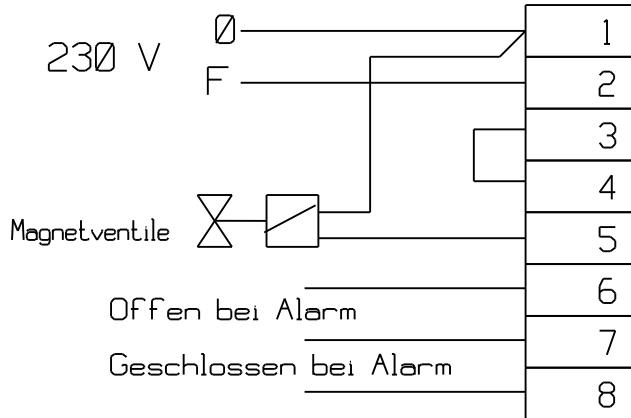 Ø
1
230 V
F
2
3
4
Magnetventile
5
6
Offen bei Alarm
7
Geschlossen bei Alarm
8